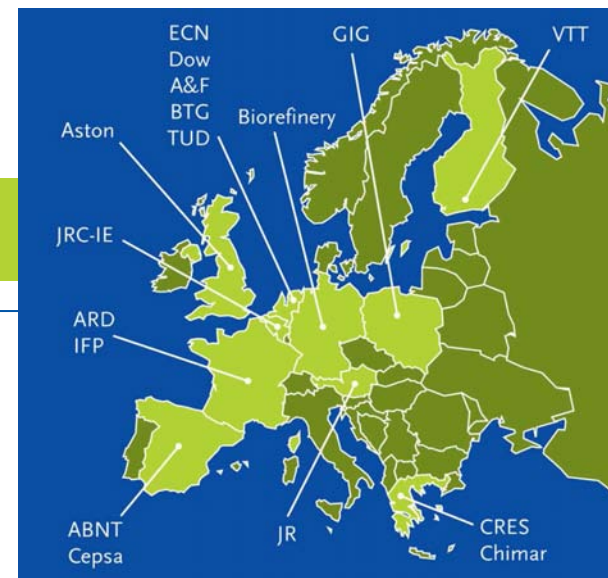 ECN
Dow
A&F
BTG
TUD
GIG
VTT
Biorefinery
Aston
JRC-IE
ARD
IFP
ABNT
Cepsa
JR
CRES
Chimar